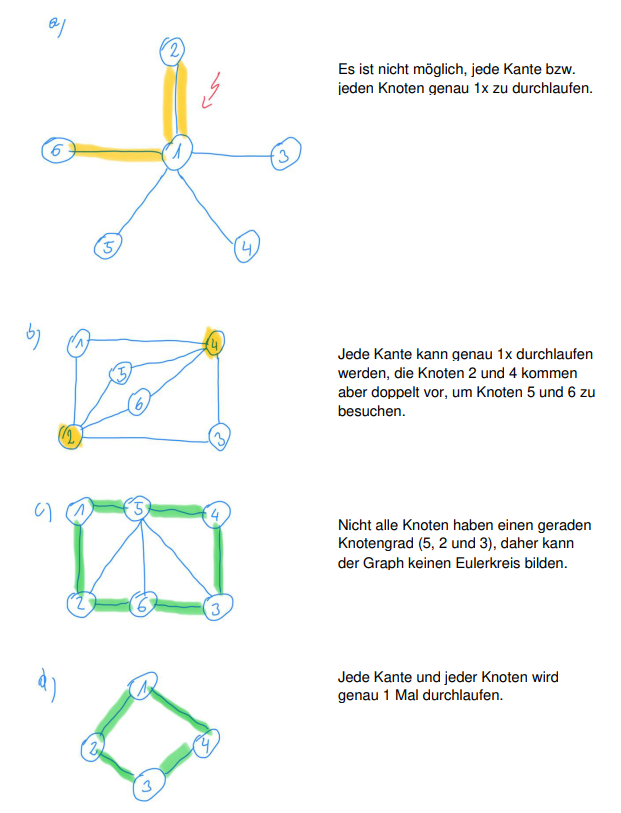 a)
2
Es ist nicht möglich, jede Kante bzw.
jeden Knoten genau 1x zu durchlaufen.
6
1
3
5
4
b)
1
4
Jede Kante kann genau 1x durchlaufen
werden, die Knoten 2 und 4 kommen
5
aber doppelt vor, um Knoten 5 und 6 zu
6
besuchen.
2
3
c)
1
5
4
Nicht alle Knoten haben einen geraden
Knotengrad (5, 2 und 3), daher kann
der Graph keinen Eulerkreis bilden.
2
6
3
d)
1
Jede Kante und jeder Knoten wird
genau 1 Mal durchlaufen.
2
4
3